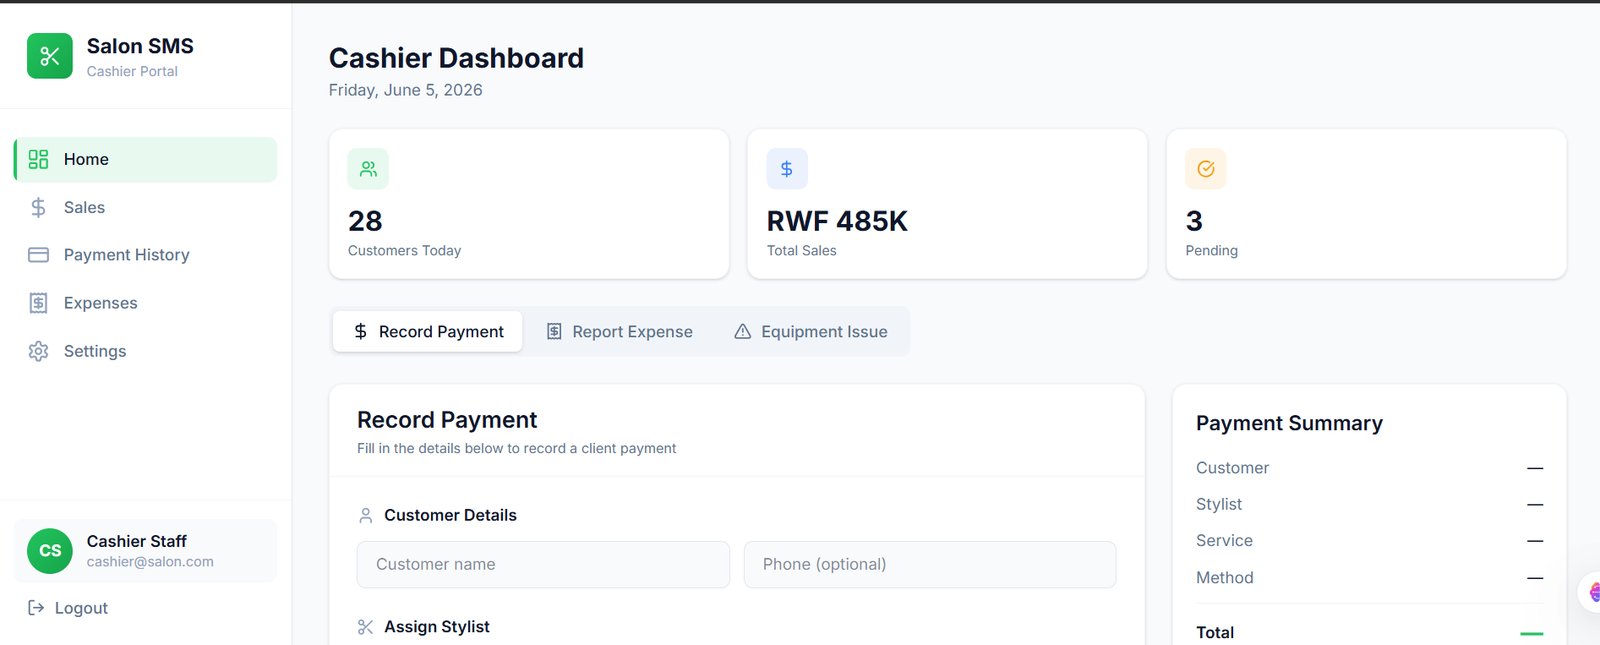 Salon SMS
Cashier Portal
Home
Sales
Payment History
Expenses
Settings
CS
Cashier Staff
cashier@salon.com
Logout
Cashier Dashboard
Friday, June 5, 2026
28
Customers Today
RWF 485K
Total Sales
3
Pending
Record Payment
Report Expense
Equipment Issue
Record Payment
Fill in the details below to record a client payment
Customer Details
Customer name
Phone (optional)
Assign Stylist
Payment Summary
Customer —
Stylist —
Service —
Method —
Total —